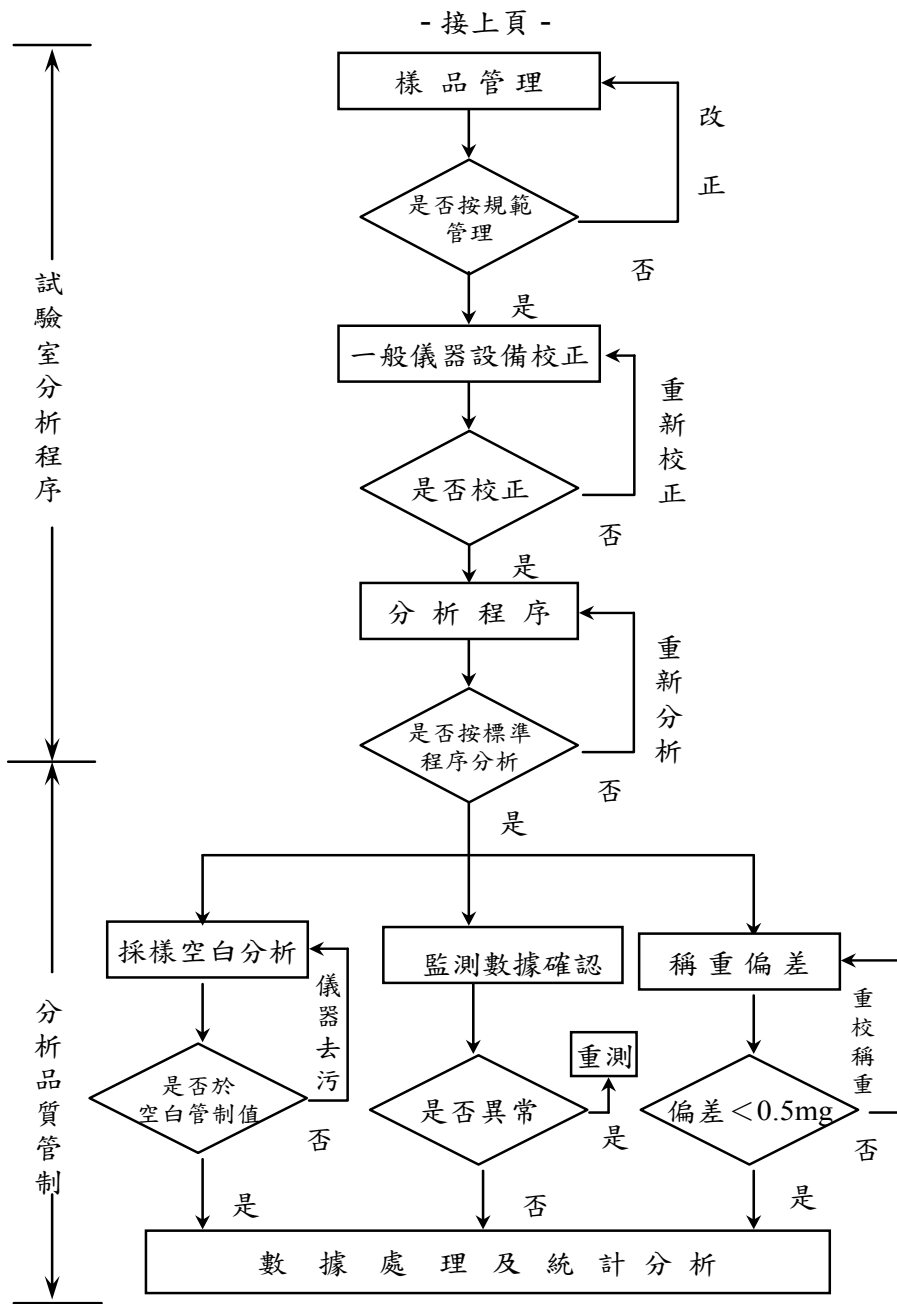 - 接上頁 -
樣品管理
改正
是否按規範
管理
否
是
試驗室分析程序
一般儀器設備校正
重新校正
是否校正
否
是
分析程序
重新分析
是否按標準
程序分析
否
是
採樣空白分析
儀器去污
監測數據確認
稱重偏差
重校稱重
分析品質管制
是否於
空白管制值
否
重測
是否異常
是
偏差＜0.5mg
否
是
否
是
數據處理及統計分析